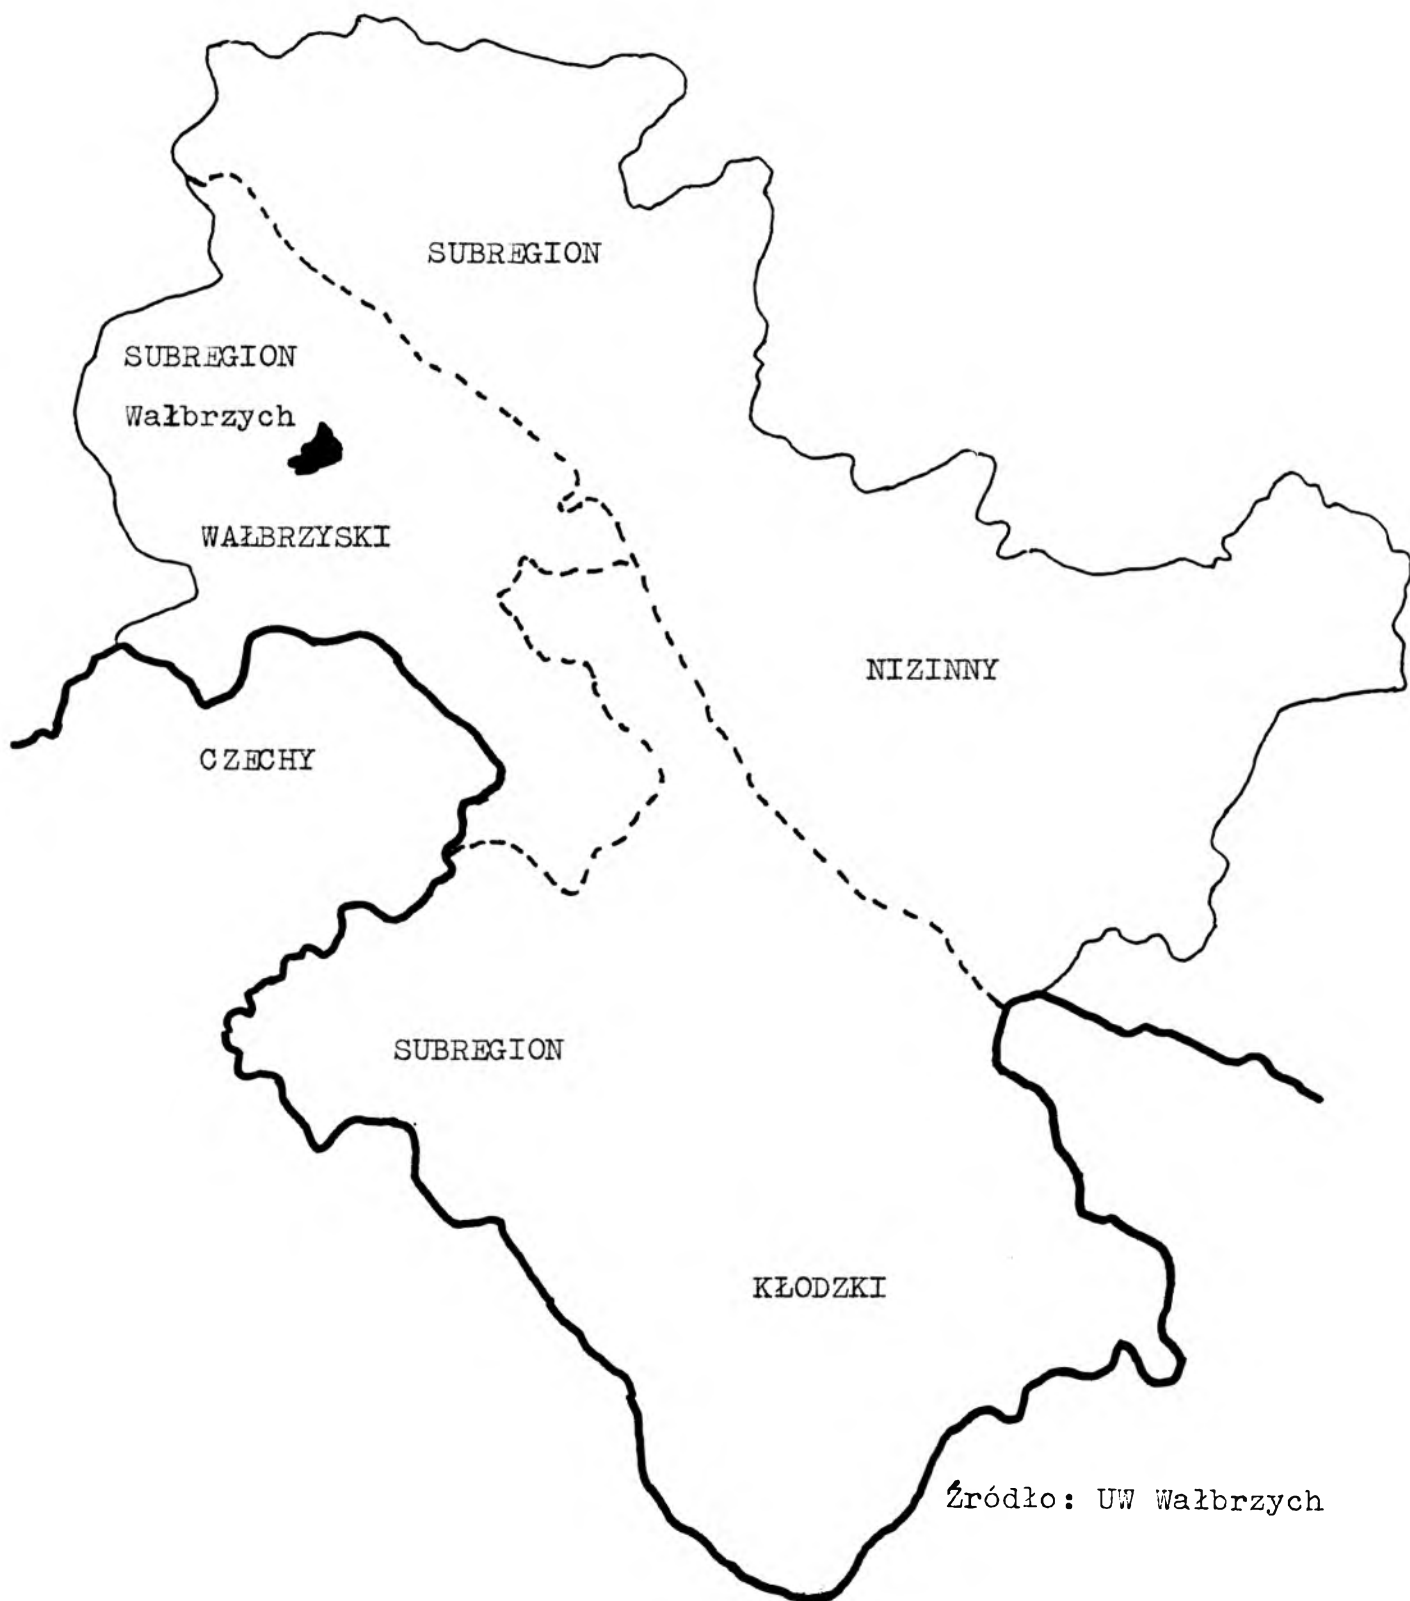 SUBREGION
SUBREGION
Wałbrzych
WAŁBRZYSKI
NIZINNY
CZECHY
SUBREGION
KŁODZKI
Źródło: UW Wałbrzych